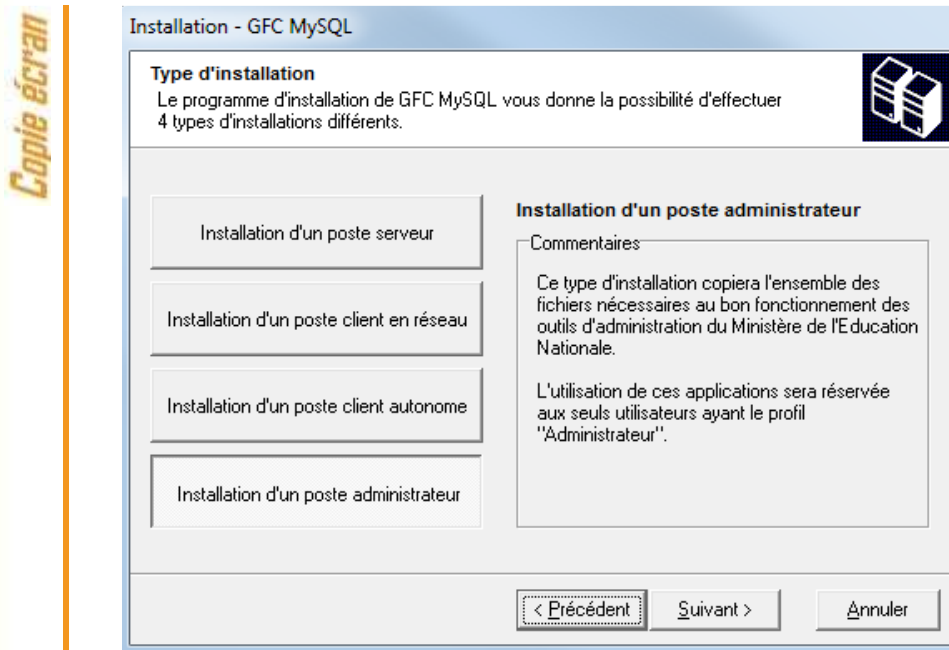 Copie écran
Installation - GFC MySQL
Type d'installation
Le programme d'installation de GFC MySQL vous donne la possibilité d'effectuer
4 types d'installations différents.
Installation d'un poste serveur
Installation d'un poste client en réseau
Installation d'un poste client autonome
Installation d'un poste administrateur
Installation d'un poste administrateur
Commentaires
Ce type d'installation copiera l'ensemble des
fichiers nécessaires au bon fonctionnement des
outils d'administration du Ministère de l'Education
Nationale.
L'utilisation de ces applications sera réservée
aux seuls utilisateurs ayant le profil
"Administrateur".
< Précédent
Suivant >
Annuler